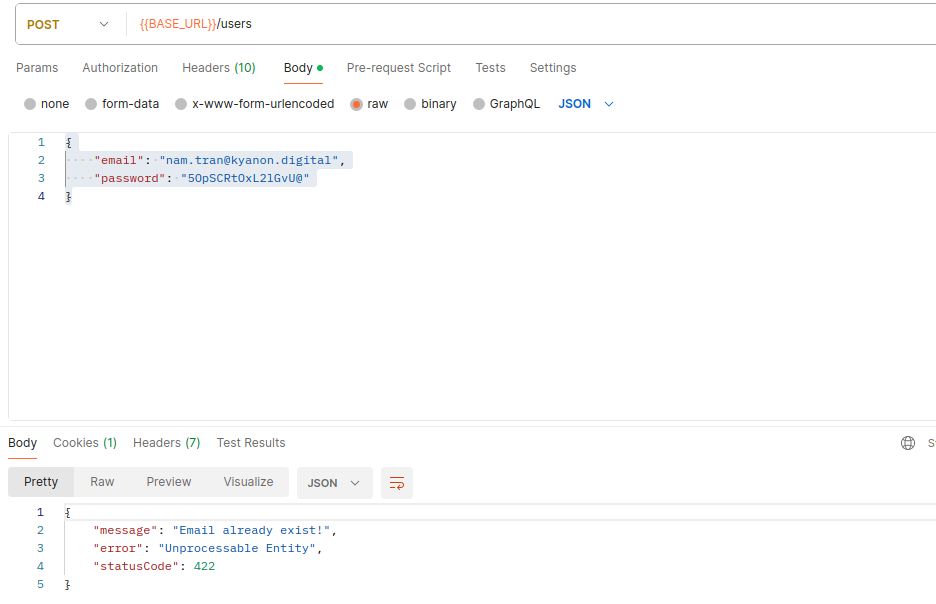 POST {{BASE_URL}}/users
Params Authorization Headers (10) Body Pre-request Script Tests Settings
none form-data x-www-form-urlencoded raw binary GraphQL JSON
1 {
2 ····"email":·"nam.tran@kyanon.digital",
3 ····"password":·"5OpSCRtOxL2lGvU@"
4 }
Body Cookies (1) Headers (7) Test Results
Pretty Raw Preview Visualize JSON
1 {
2 "message": "Email already exist!",
3 "error": "Unprocessable Entity",
4 "statusCode": 422
5 }